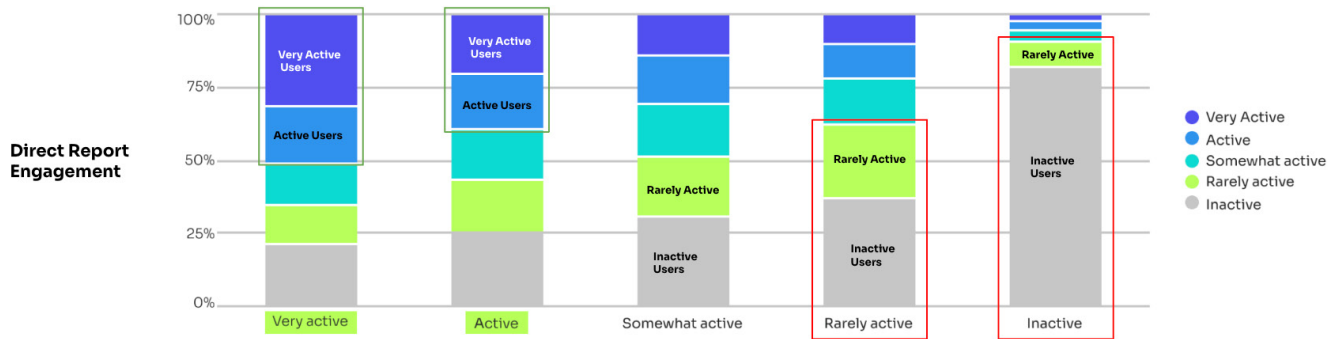 100%
75%
50%
25%
0%
Direct Report
Engagement
Very Active
Users
Active Users
Very Active
Users
Active Users
Rarely Active
Inactive
Users
Rarely Active
Inactive
Users
Rarely Active
Inactive
Users
Very active
Active
Somewhat active
Rarely active
Inactive
Very Active
Active
Somewhat active
Rarely active
Inactive